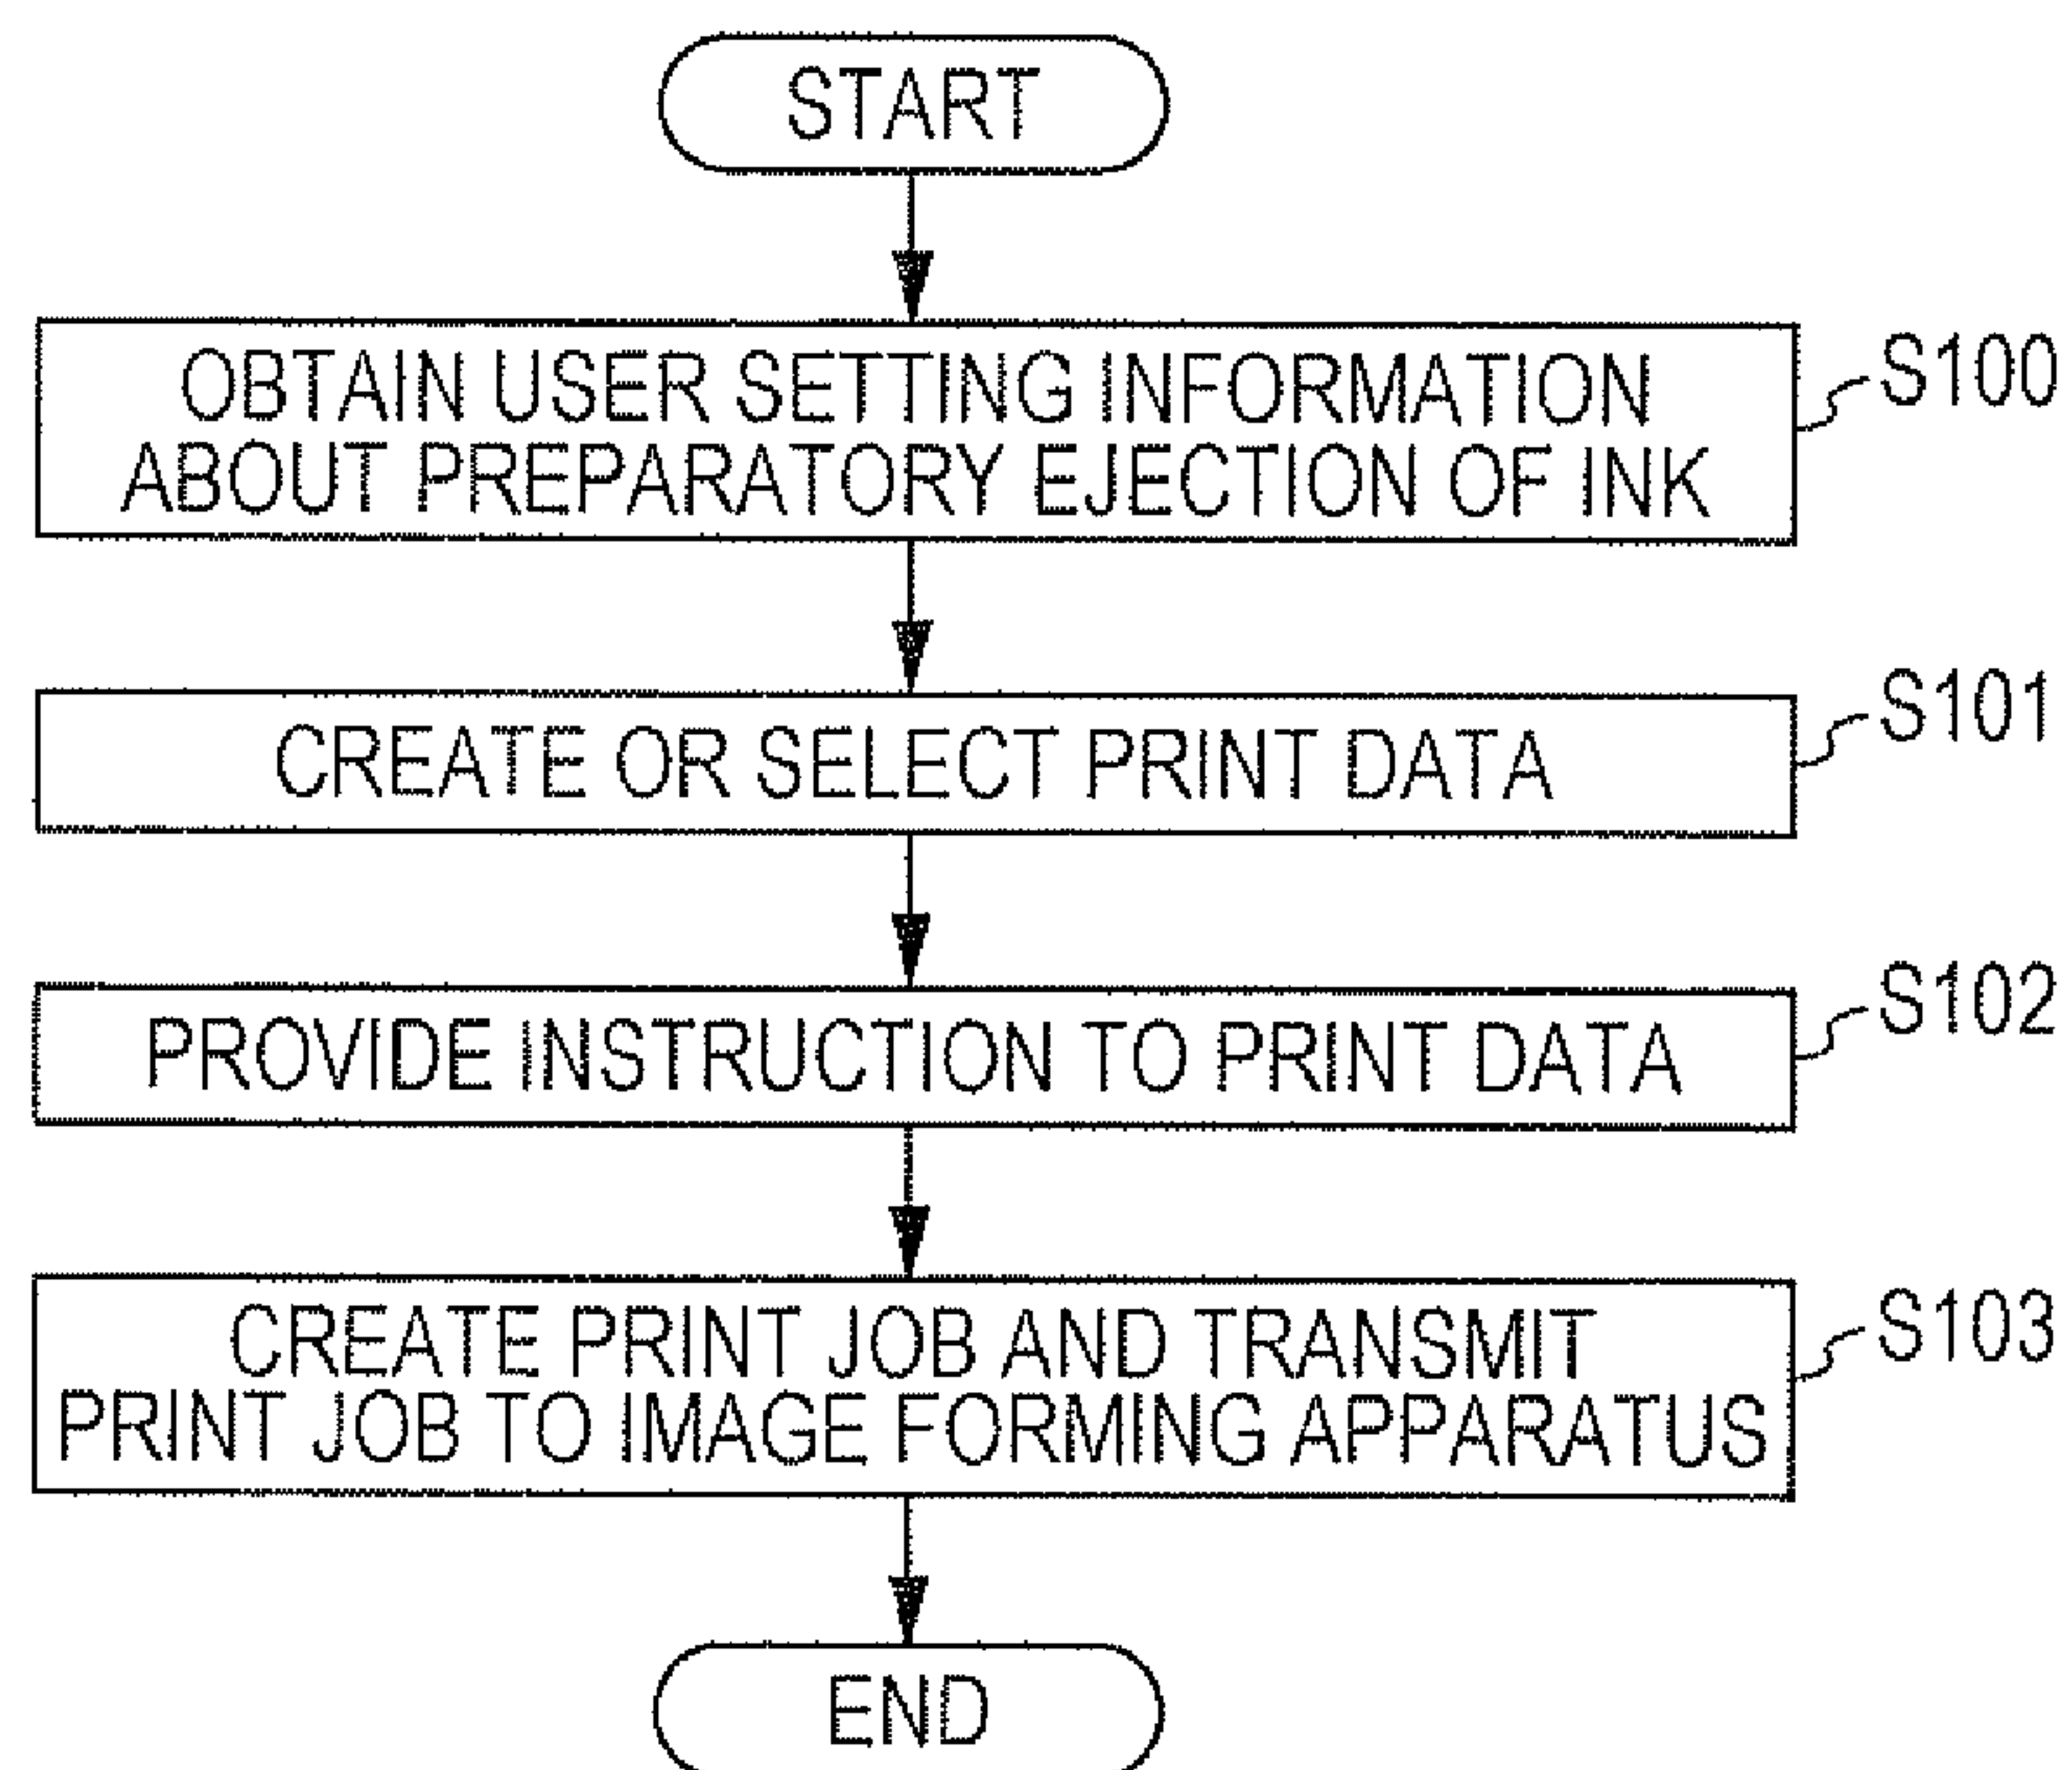 START
OBTAIN USER SETTING INFORMATION
ABOUT PREPARATORY EJECTION OF INK
S100
CREATE OR SELECT PRINT DATA
S101
PROVIDE INSTRUCTION TO PRINT DATA
S102
CREATE PRINT JOB AND TRANSMIT
PRINT JOB TO IMAGE FORMING APPARATUS
S103
END